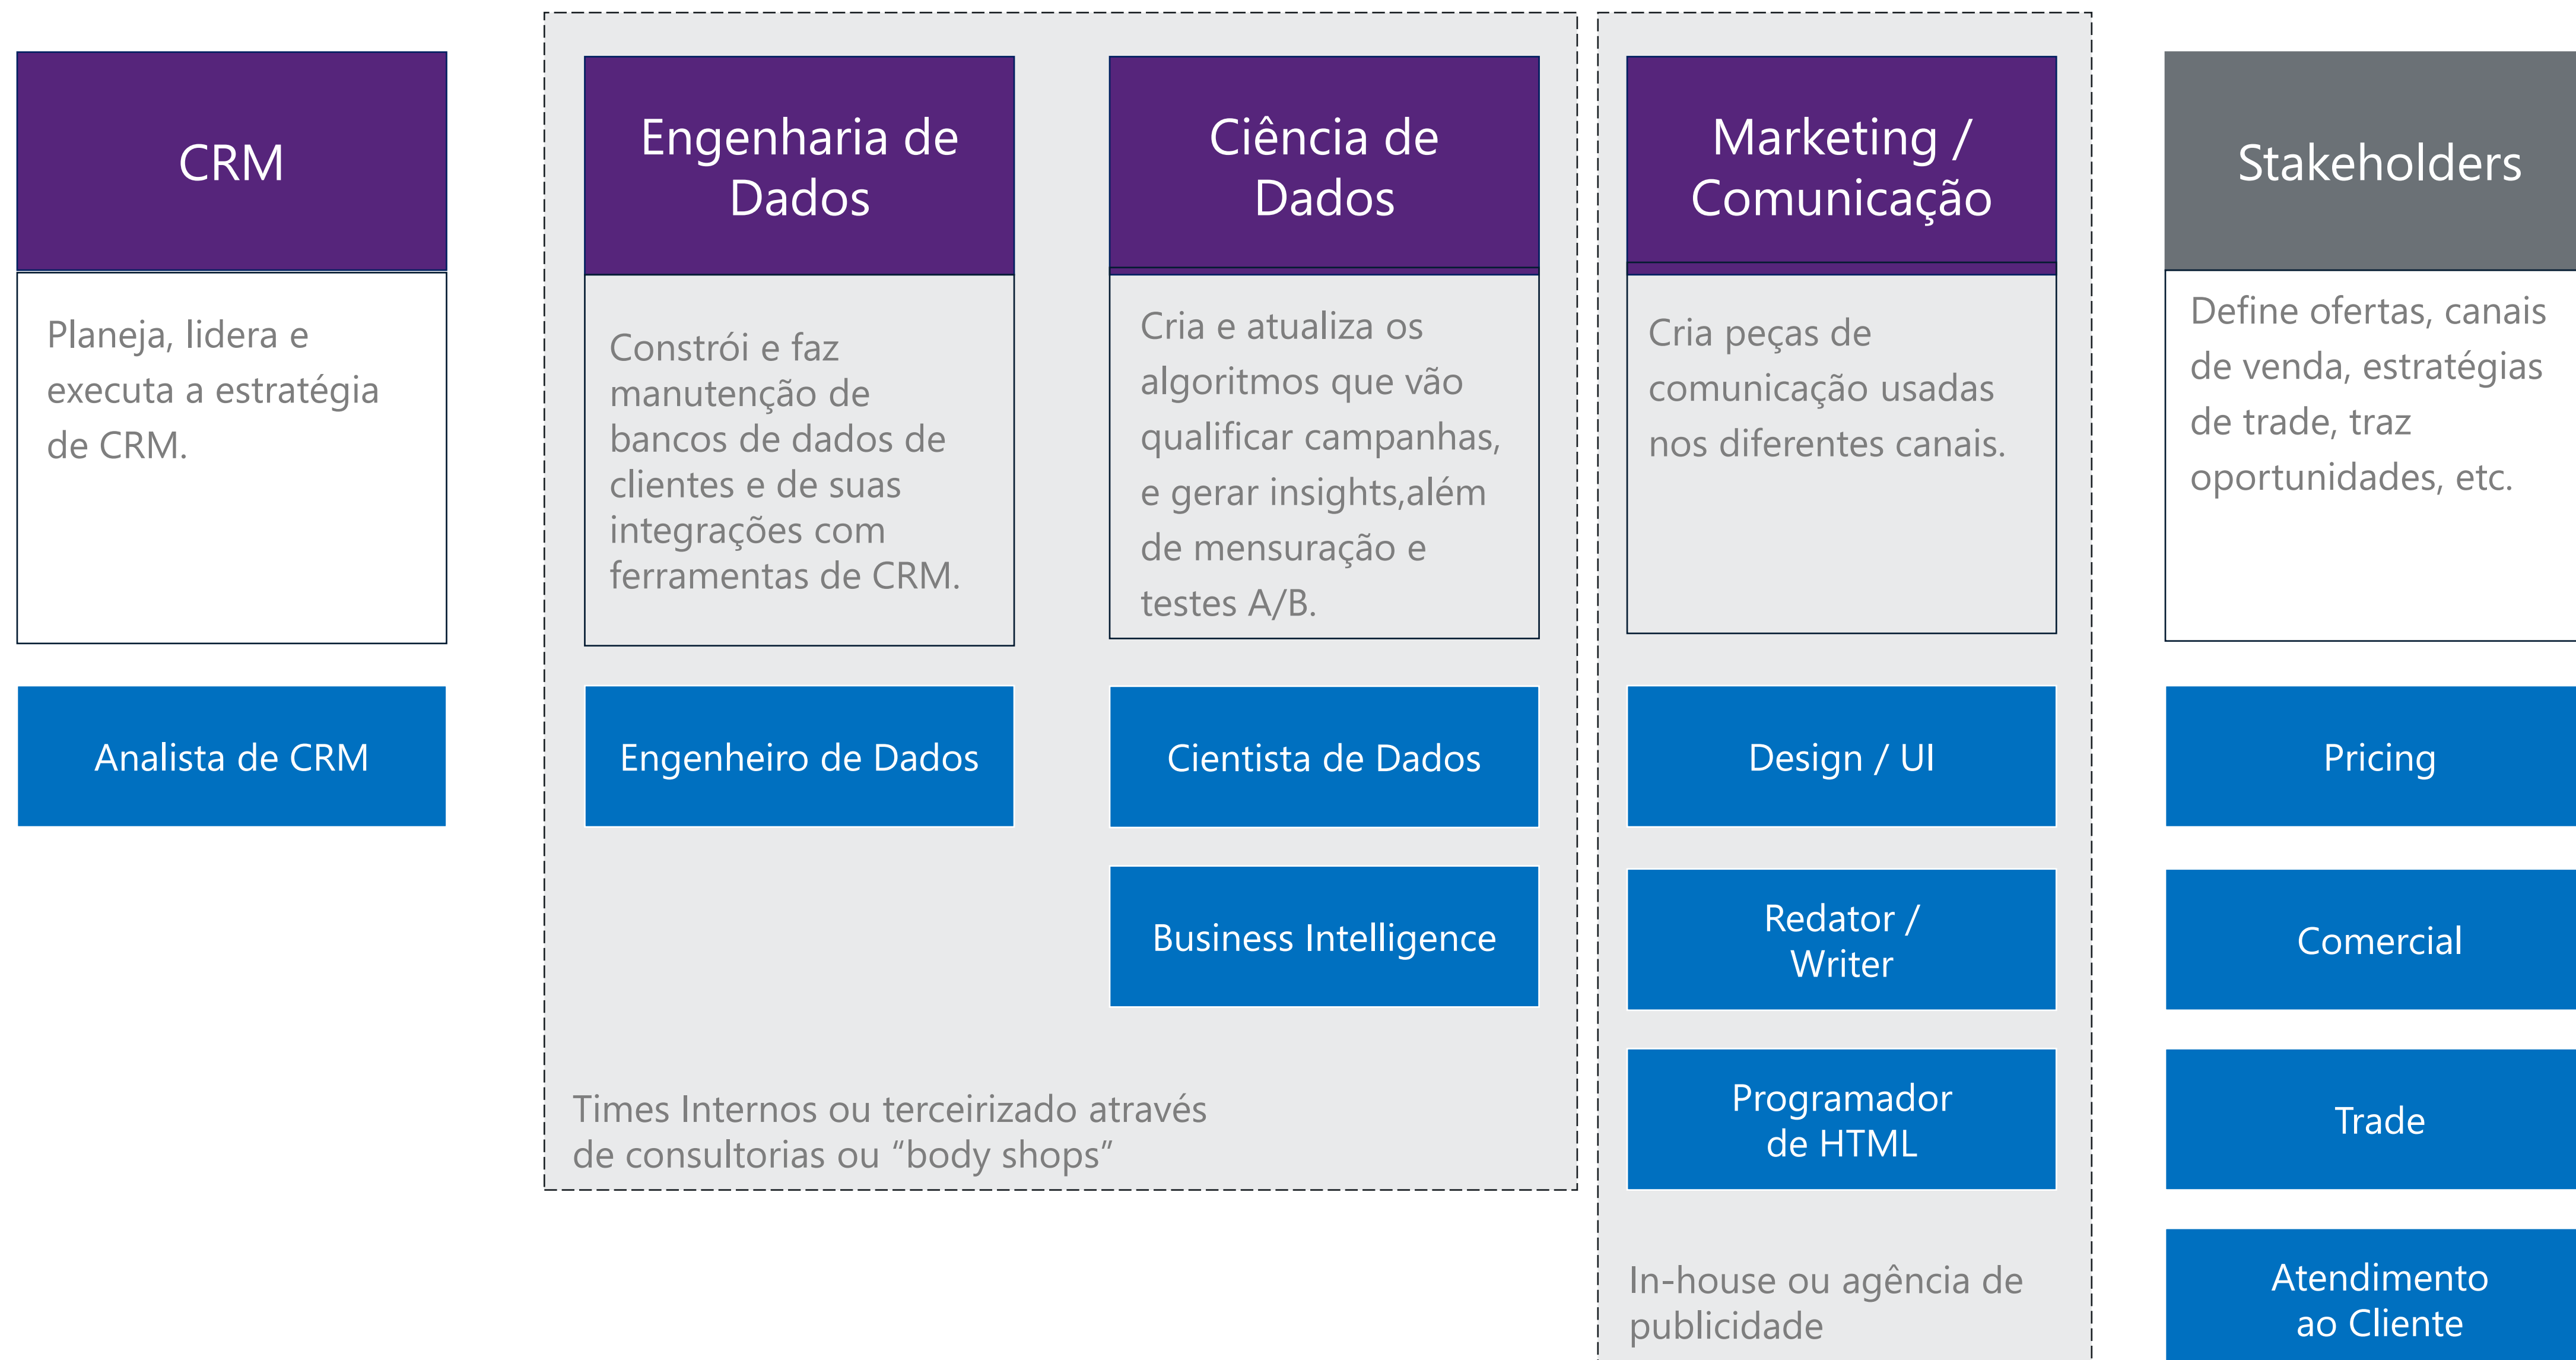 CRM
Planeja, lidera e
executa a estratégia
de CRM.
Analista de CRM
Engenharia de
Dados
Constrói e faz
manutenção de
bancos de dados de
clientes e de suas
integrações com
ferramentas de CRM.
Engenheiro de Dados
Ciência de
Dados
Cria e atualiza os
algoritmos que vão
qualificar campanhas,
e gerar insights,além
de mensuração e
testes A/B.
Cientista de Dados
Business Intelligence
Times Internos ou terceirizado através
de consultorias ou “body shops”
Marketing /
Comunicação
Cria peças de
comunicação usadas
nos diferentes canais.
Design / UI
Redator /
Writer
Programador
de HTML
In-house ou agência de
publicidade
Stakeholders
Define ofertas, canais
de venda, estratégias
de trade, traz
oportunidades, etc.
Pricing
Comercial
Trade
Atendimento
ao Cliente